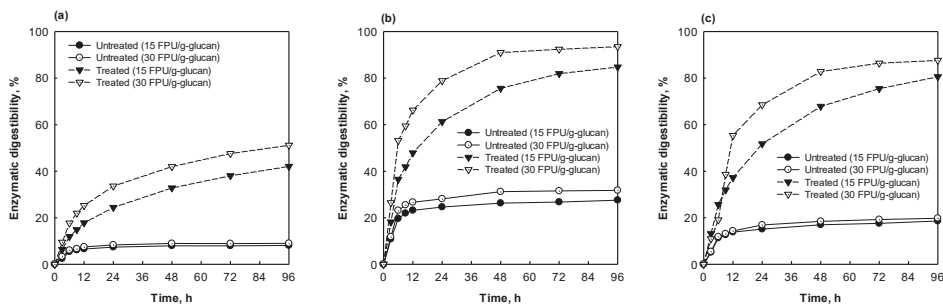 (a)
100
80
60
40
20
0
Enzymatic digestibility, %
Untreated (15 FPU/g-glucan)
Untreated (30 FPU/g-glucan)
Treated (15 FPU/g-glucan)
Treated (30 FPU/g-glucan)
0 12 24 36 48 60 72 84 96
Time, h
(b)
100
80
60
40
20
0
Enzymatic digestibility, %
Untreated (15 FPU/g-glucan)
Untreated (30 FPU/g-glucan)
Treated (15 FPU/g-glucan)
Treated (30 FPU/g-glucan)
0 12 24 36 48 60 72 84 96
Time, h
(c)
100
80
60
40
20
0
Enzymatic digestibility, %
Untreated (15 FPU/g-glucan)
Untreated (30 FPU/g-glucan)
Treated (15 FPU/g-glucan)
Treated (30 FPU/g-glucan)
0 12 24 36 48 60 72 84 96
Time, h